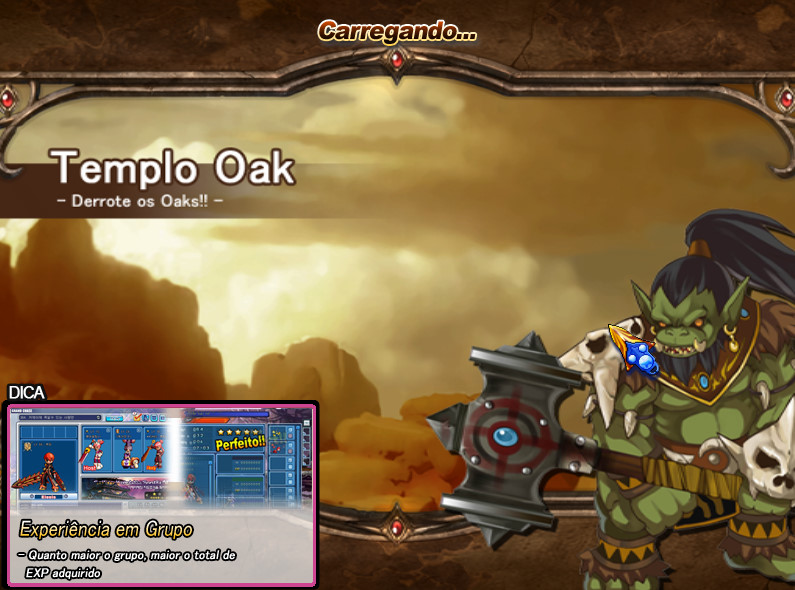 Carregando...
Templo Oak
- Derrote os Oaks!! -
DICA
Perfeito!!
Host
Experiência em Grupo
- Quanto maior o grupo, maior o total de
EXP adquirido